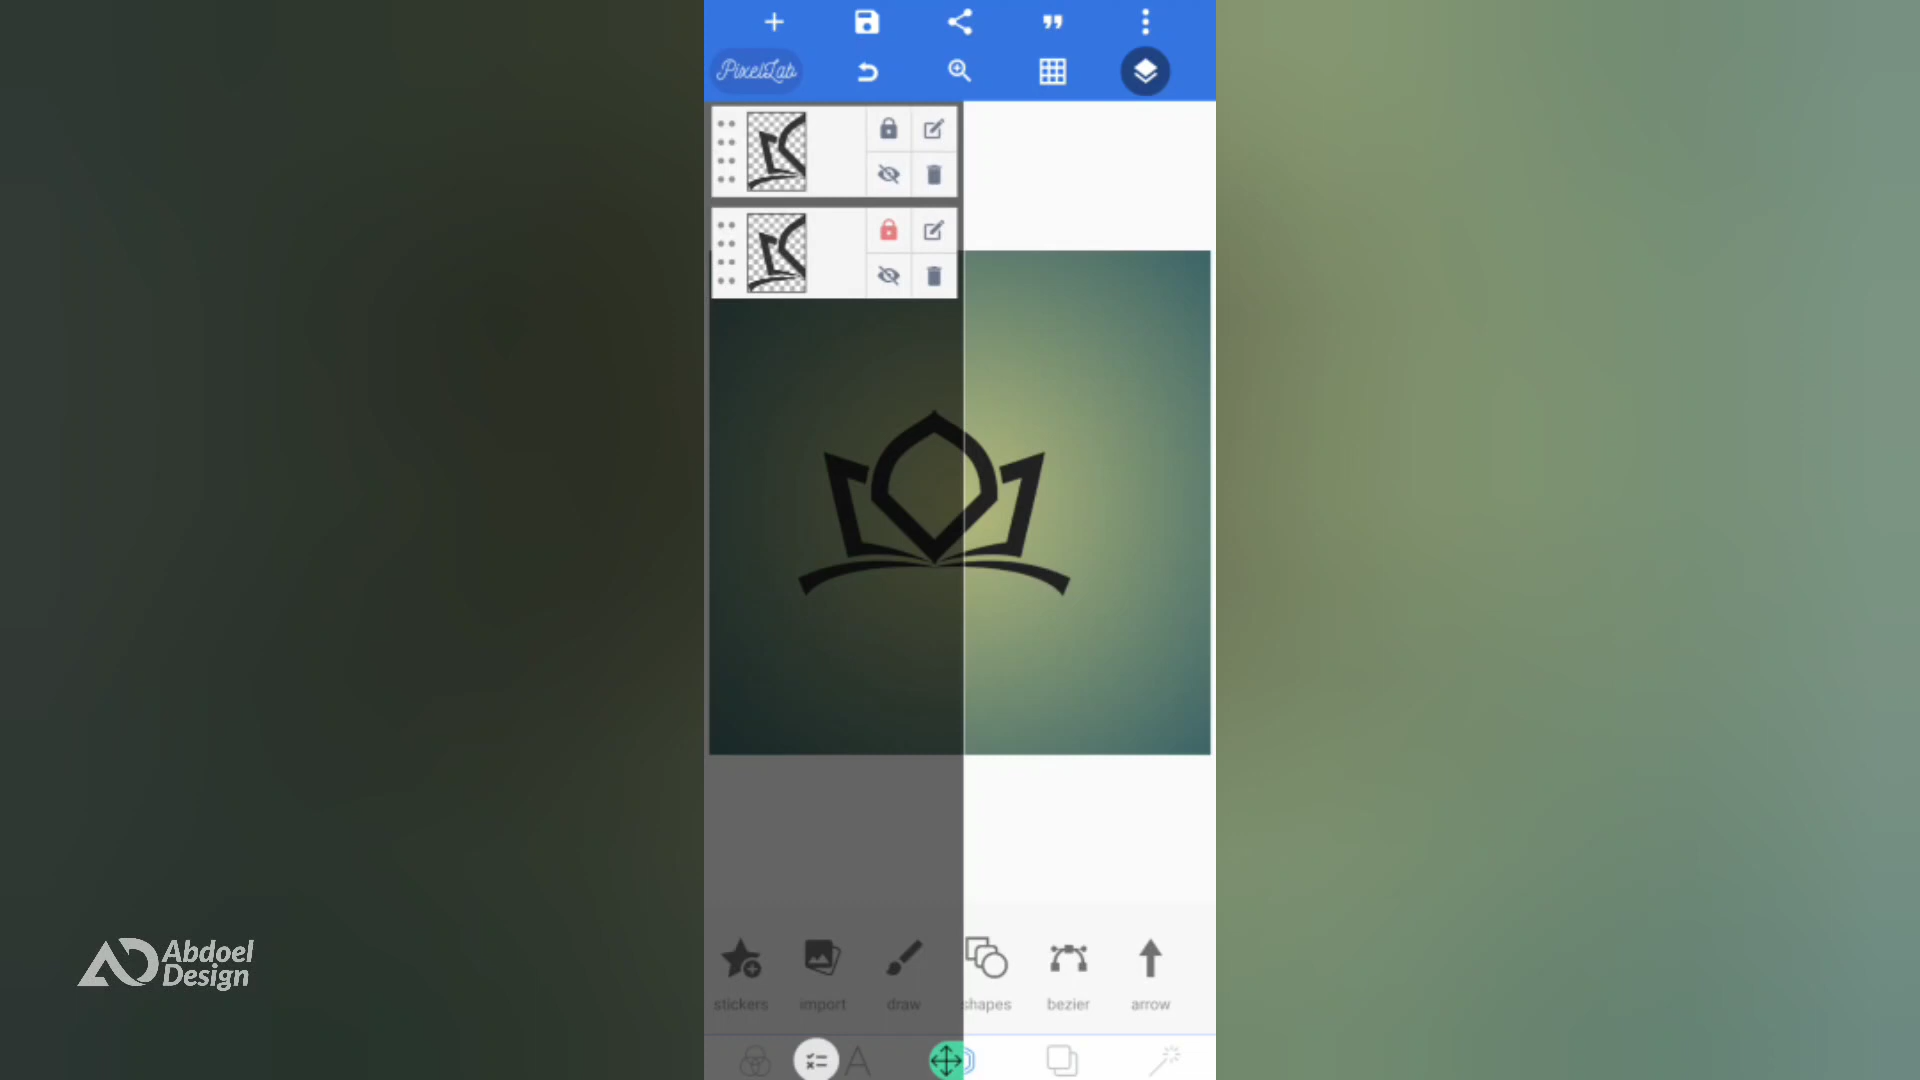 PixelLab
stickers
import
draw
shapes
bezier
arrow
Abdoel
Design